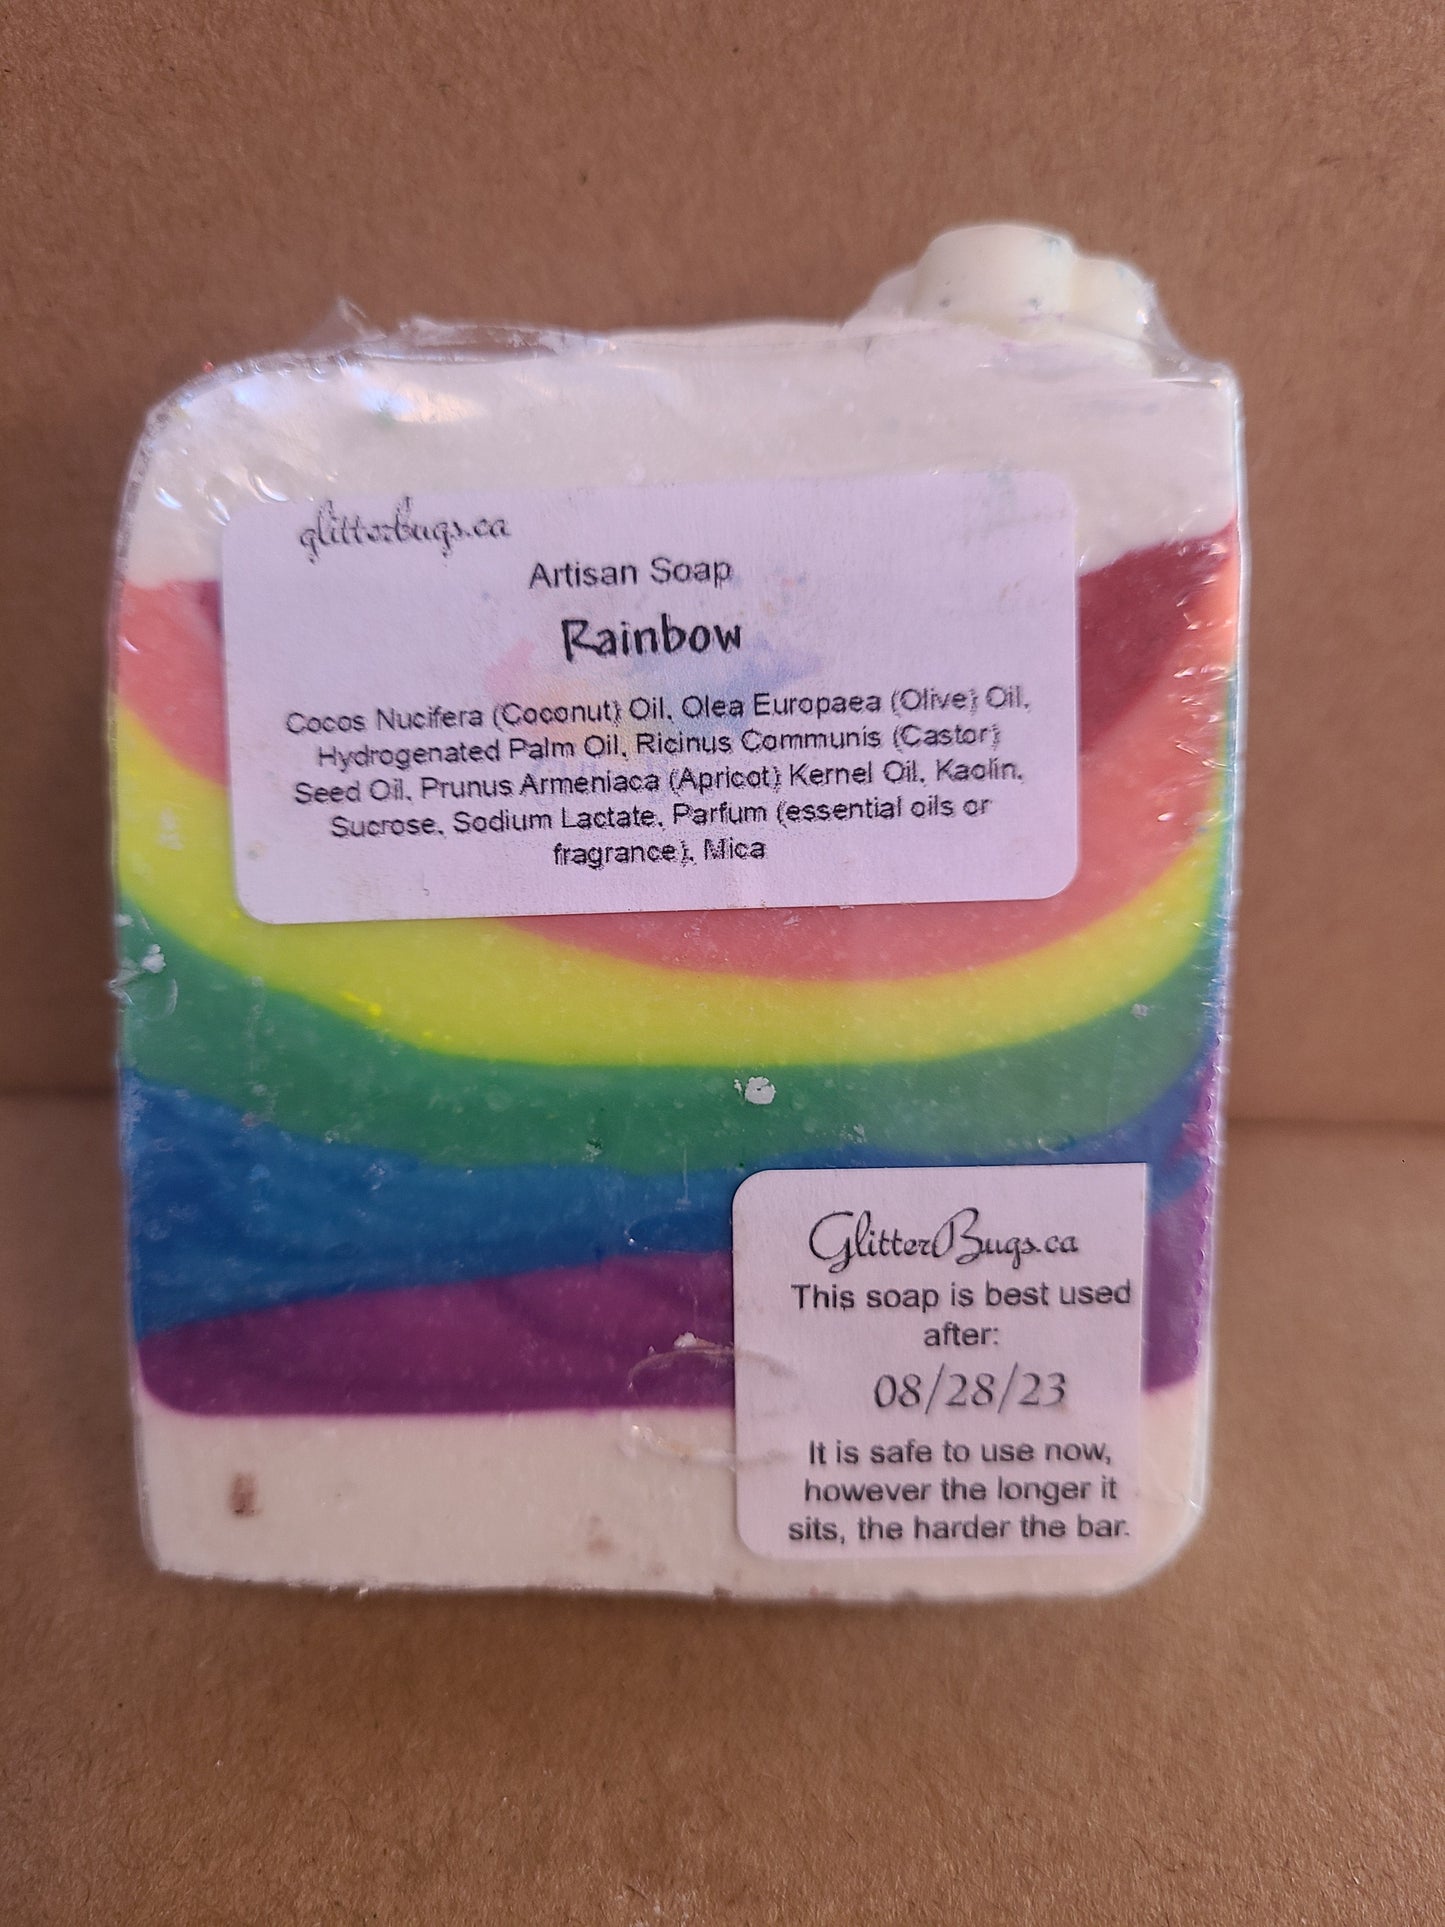 glitterbugs.ca
Artisan Soap
Rainbow
Cocos Nucifera (Coconut) Oil, Olea Europaea (Olive) Oil,
Hydrogenated Palm Oil, Ricinus Communis (Castor)
Seed Oil, Prunus Armeniaca (Apricot) Kernel Oil, Kaolin,
Sucrose, Sodium Lactate, Parfum (essential oils or
fragrance), Mica
GlitterBugs.ca
This soap is best used
after:
08/28/23
It is safe to use now,
however the longer it
sits, the harder the bar.